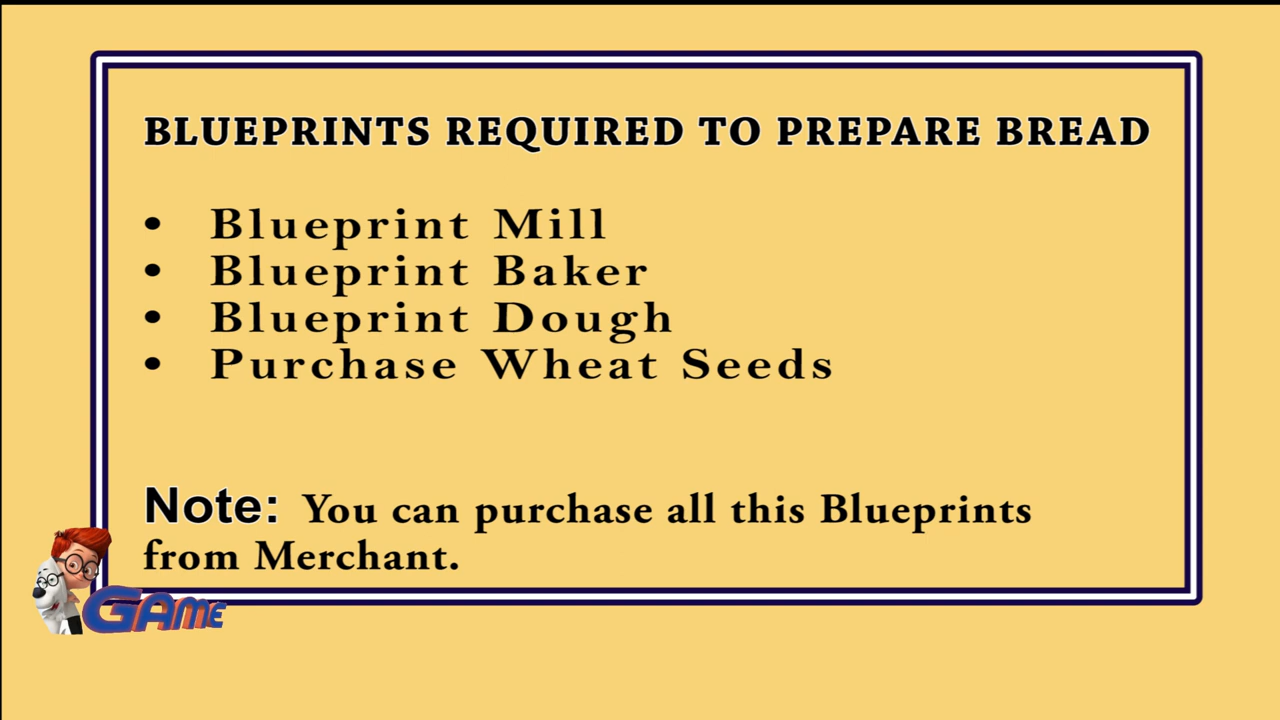 BLUEPRINTS REQUIRED TO PREPARE BREAD
• Blueprint Mill
• Blueprint Baker
• Blueprint Dough
• Purchase Wheat Seeds
Note: You can purchase all this Blueprints
from Merchant.
GAME